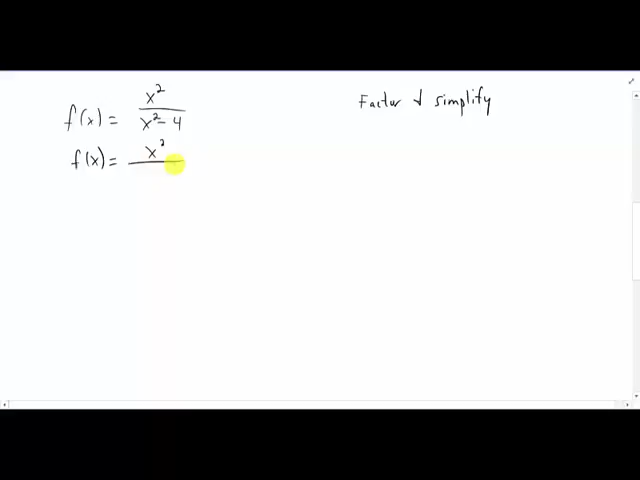 f(x) = x² / x² - 4
Factor & simplify
f(x) = x²